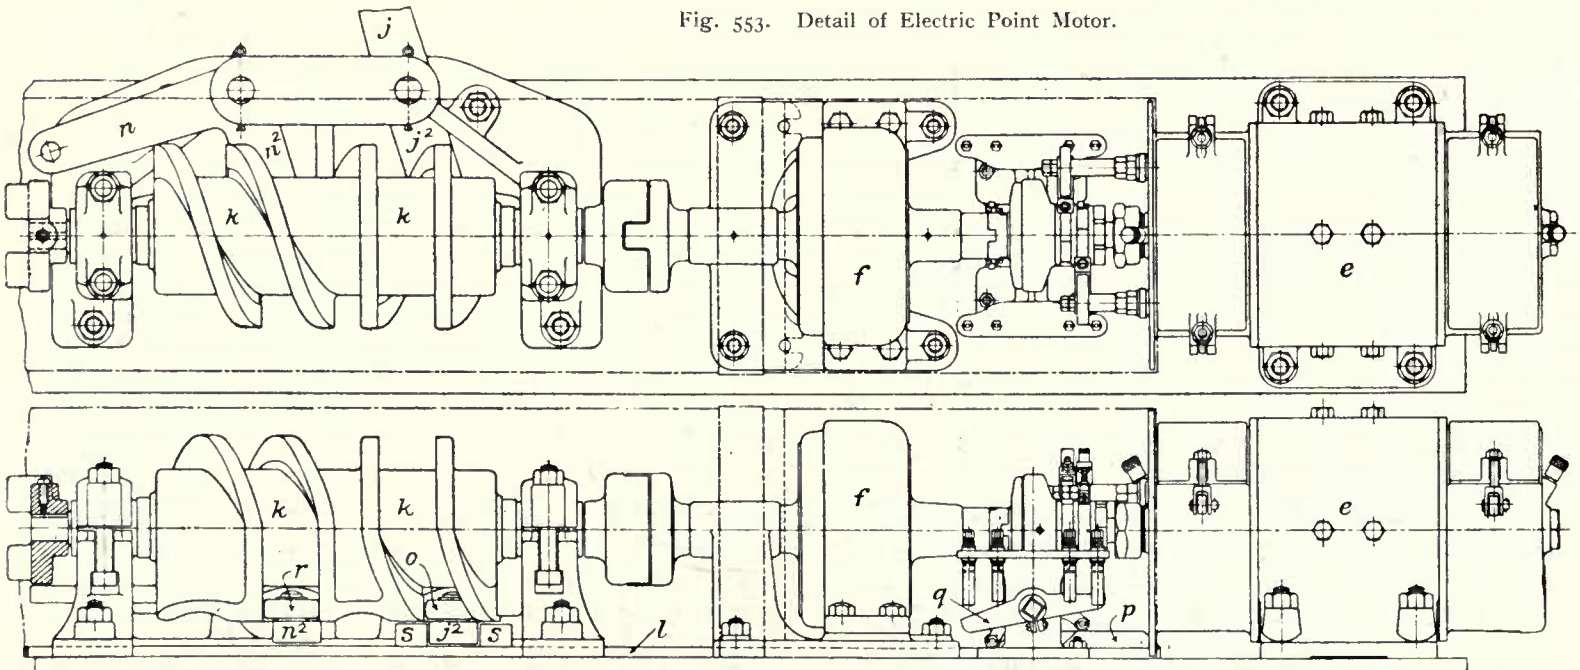 Fig. 553. Detail of Electric Point Motor.
j
n
n²
j²
k
k
f
e
k
k
f
e
r
o
q
p
n²
s
j²
s
l